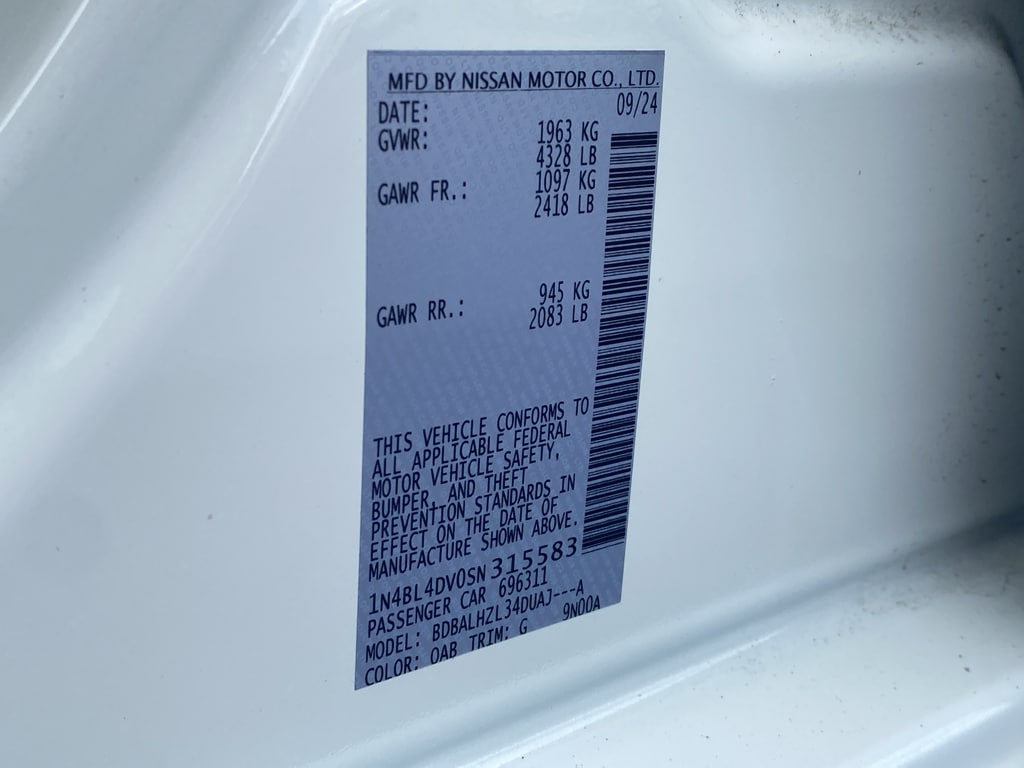 MFD BY NISSAN MOTOR CO., LTD.
DATE: 09/24
GVWR: 1963 KG
4328 LB
GAWR FR.: 1097 KG
2418 LB
GAWR RR.: 945 KG
2083 LB
THIS VEHICLE CONFORMS TO
ALL APPLICABLE FEDERAL
MOTOR VEHICLE SAFETY,
BUMPER, AND THEFT
PREVENTION STANDARDS IN
EFFECT ON THE DATE OF
MANUFACTURE SHOWN ABOVE.
1N4BL4DV0SN315583
PASSENGER CAR 696311
MODEL: BDBALHZL34DUAJ---A
COLOR: QAB TRIM: G 9N00A